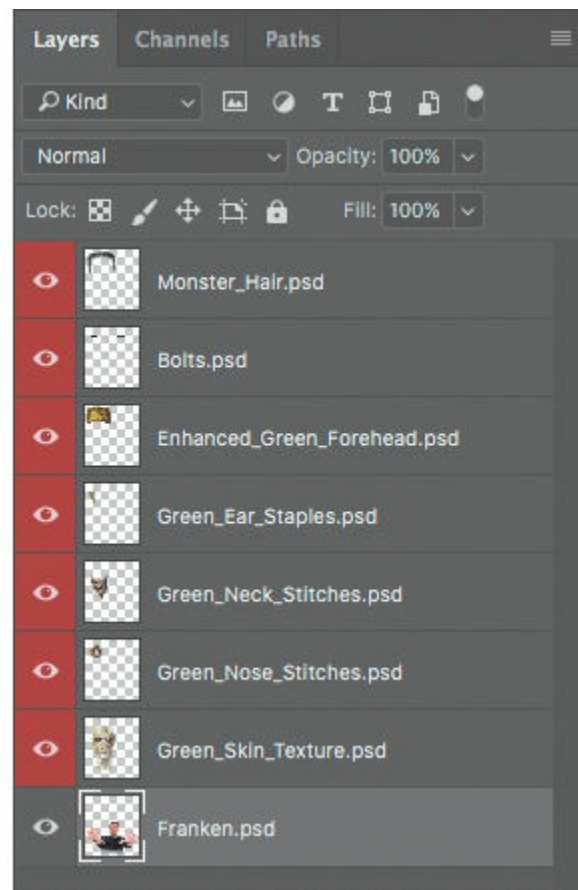 Layers Channels Paths
Kind T
Normal Opacity: 100%
Lock: Fill: 100%
Monster_Hair.psd
Bolts.psd
Enhanced_Green_Forehead.psd
Green_Ear_Staples.psd
Green_Neck_Stitches.psd
Green_Nose_Stitches.psd
Green_Skin_Texture.psd
Franken.psd